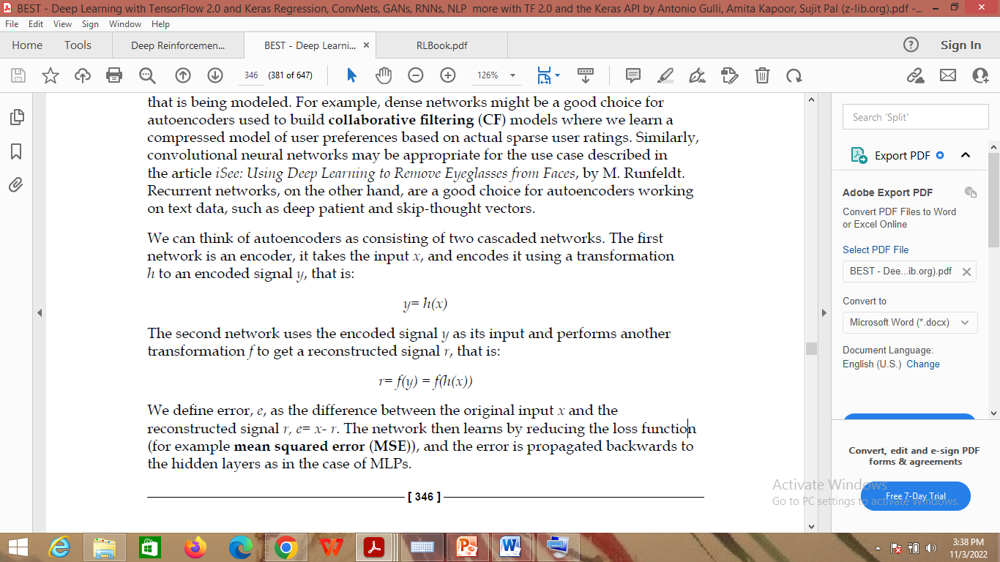 BEST - Deep Learning with TensorFlow 2.0 and Keras Regression, ConvNets, GANs, RNNs, NLP more with TF 2.0 and the Keras API by Antonio Gulli, Amita Kapoor, Sujit Pal (z-lib.org).pdf -...
File Edit View Sign Window Help
Home Tools Deep Reinforcemen... BEST - Deep Learni... × RLBook.pdf Sign In
346 (381 of 647) 126%
that is being modeled. For example, dense networks might be a good choice for
autoencoders used to build collaborative filtering (CF) models where we learn a
compressed model of user preferences based on actual sparse user ratings. Similarly,
convolutional neural networks may be appropriate for the use case described in
the article iSee: Using Deep Learning to Remove Eyeglasses from Faces, by M. Runfeldt.
Recurrent networks, on the other hand, are a good choice for autoencoders working
on text data, such as deep patient and skip-thought vectors.
We can think of autoencoders as consisting of two cascaded networks. The first
network is an encoder, it takes the input x, and encodes it using a transformation
h to an encoded signal y, that is:
y= h(x)
The second network uses the encoded signal y as its input and performs another
transformation f to get a reconstructed signal r, that is:
r= f(y) = f(h(x))
We define error, e, as the difference between the original input x and the
reconstructed signal r, e= x- r. The network then learns by reducing the loss function
(for example mean squared error (MSE)), and the error is propagated backwards to
the hidden layers as in the case of MLPs.
[ 346 ]
Search 'Split'
Export PDF
Adobe Export PDF
Convert PDF Files to Word
or Excel Online
Select PDF File
BEST - Dee...ib.org).pdf
Convert to
Microsoft Word (*.docx)
Document Language:
English (U.S.) Change
Convert, edit and e-sign PDF
forms & agreements
Free 7-Day Trial
Activate Windows
Go to PC settings to activate Windows.
3:38 PM
11/3/2022